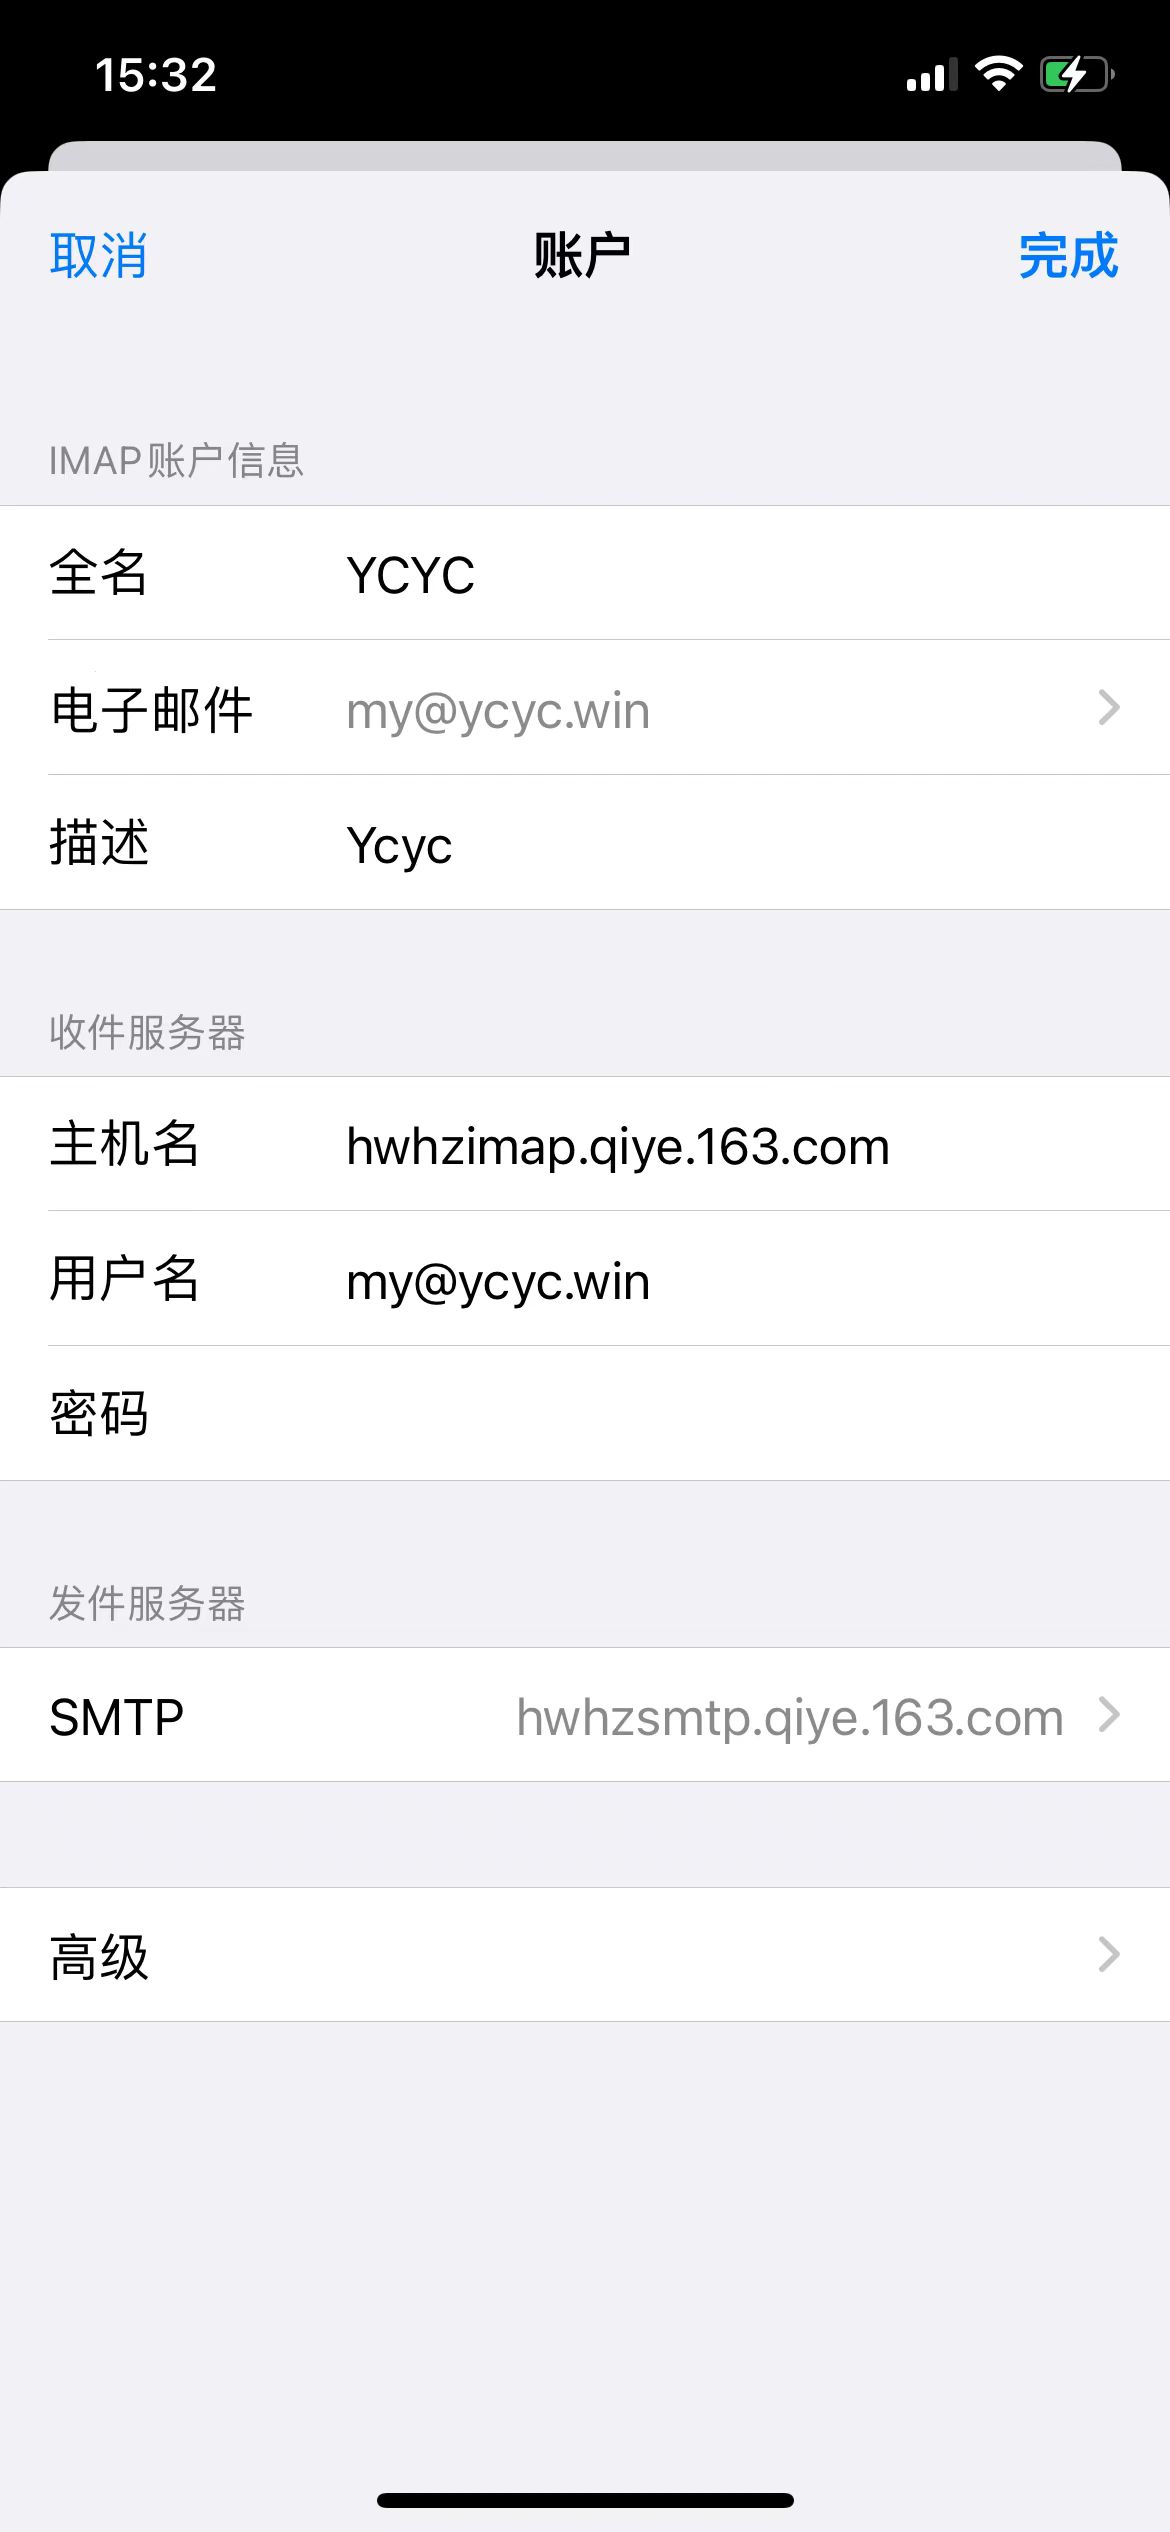 15:32
取消
账户
完成
IMAP账户信息
全名 YCYC
电子邮件 my@ycyc.win
描述 Ycyc
收件服务器
主机名 hwhzimap.qiye.163.com
用户名 my@ycyc.win
密码
发件服务器
SMTP hwhzsmtp.qiye.163.com
高级